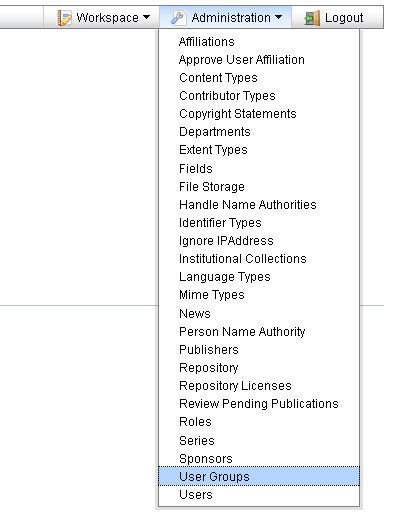 Workspace Administration Logout
Affiliations
Approve User Affiliation
Content Types
Contributor Types
Copyright Statements
Departments
Extent Types
Fields
File Storage
Handle Name Authorities
Identifier Types
Ignore IPAddress
Institutional Collections
Language Types
Mime Types
News
Person Name Authority
Publishers
Repository
Repository Licenses
Review Pending Publications
Roles
Series
Sponsors
User Groups
Users